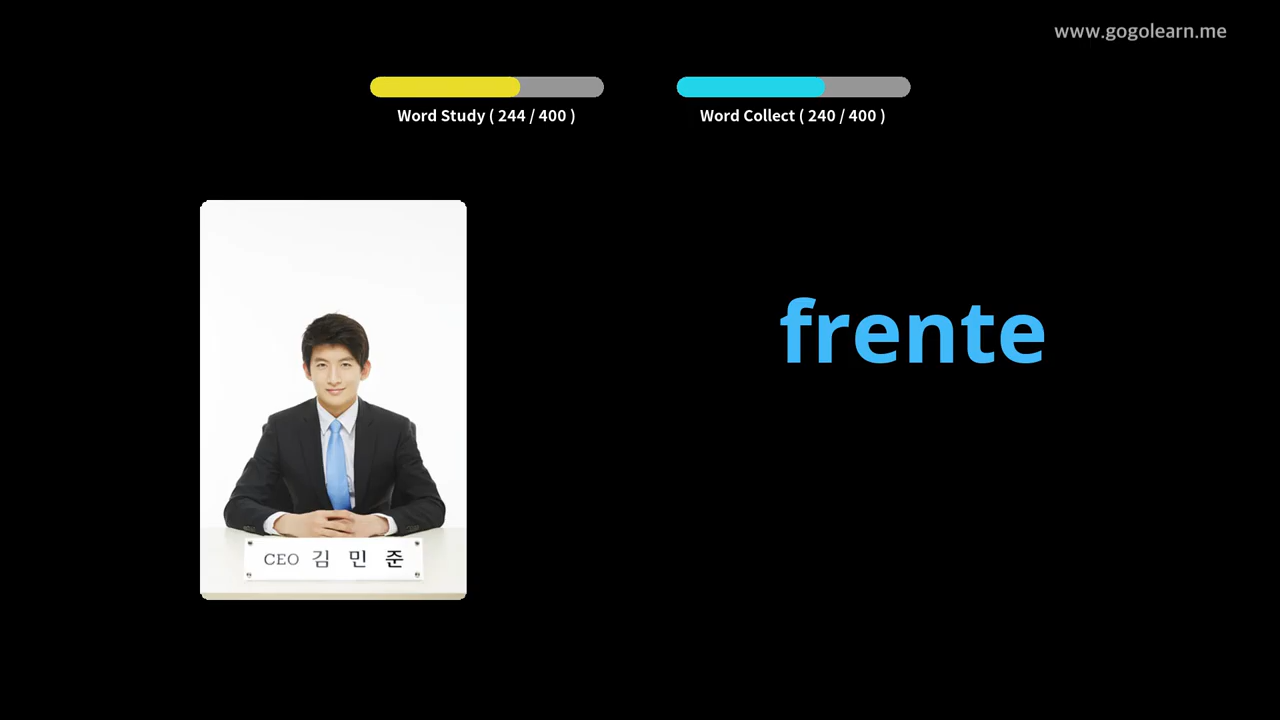 www.gogolearn.me
Word Study ( 244 / 400 )
Word Collect ( 240 / 400 )
frente
CEO 김 민 준